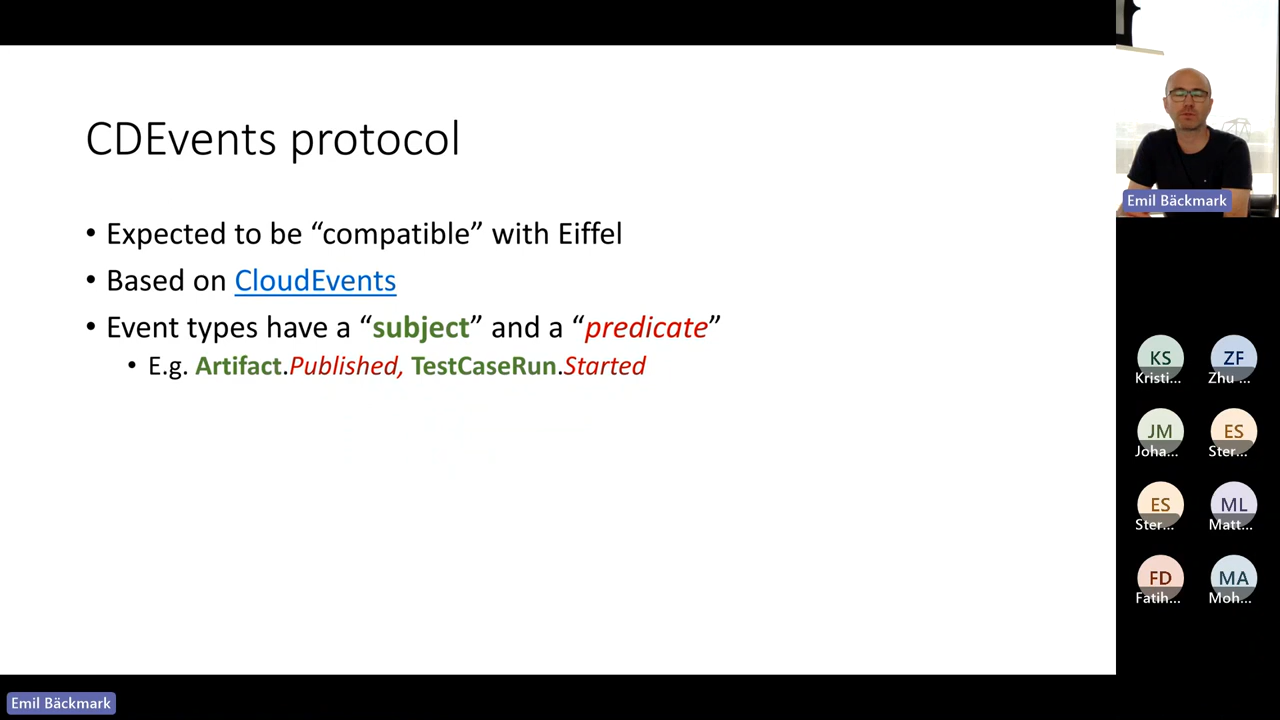 CDEvents protocol
• Expected to be “compatible” with Eiffel
• Based on CloudEvents
• Event types have a “subject” and a “predicate”
• E.g. Artifact.Published, TestCaseRun.Started
Emil Bäckmark
KS
Kristi...
ZF
Zhu ...
JM
Joha...
ES
Ster...
ES
Ster...
ML
Matt...
FD
Fatih...
MA
Moh...
Emil Bäckmark